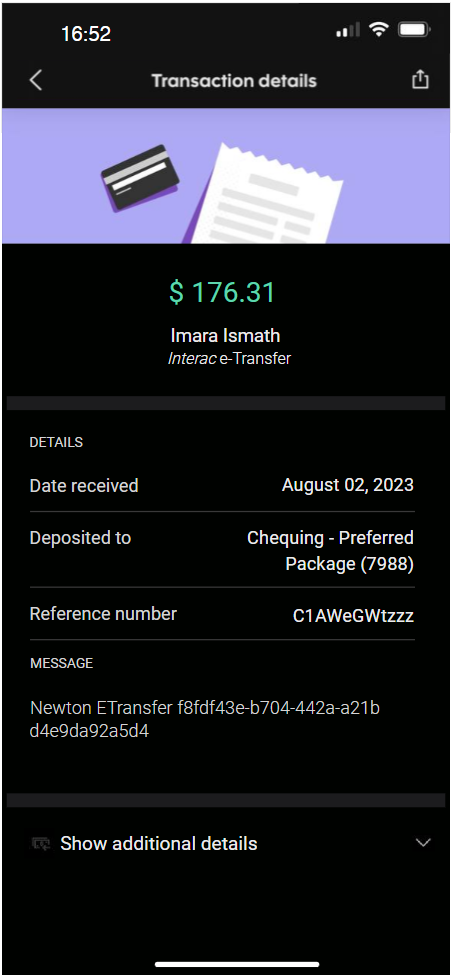 16:52
Transaction details
$ 176.31
Imara Ismath
Interac e-Transfer
DETAILS
Date received August 02, 2023
Deposited to Chequing - Preferred
Package (7988)
Reference number C1AWeGWtzzz
MESSAGE
Newton ETransfer f8fdf43e-b704-442a-a21b
d4e9da92a5d4
Show additional details